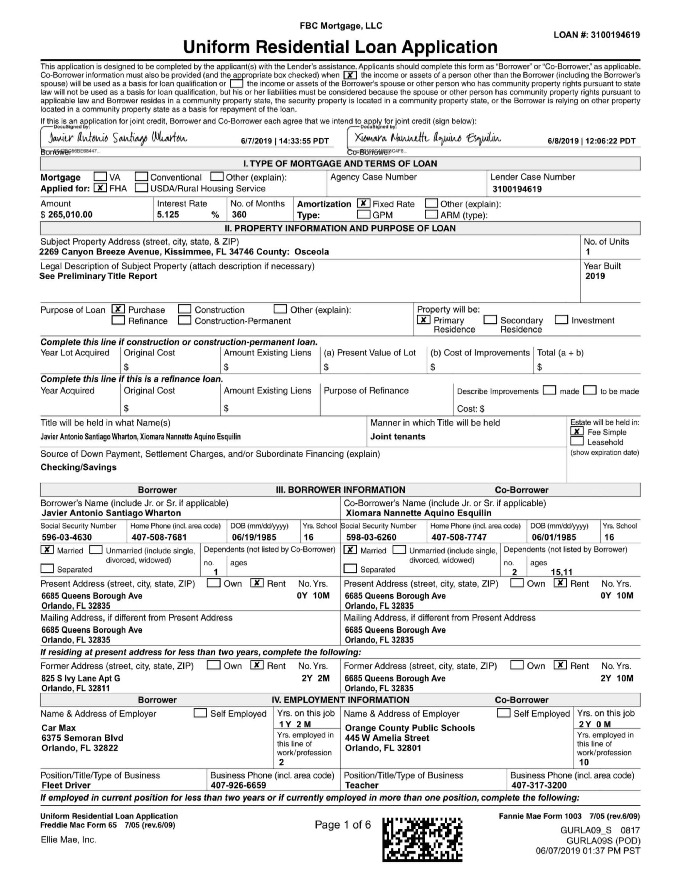 FBC Mortgage, LLC
LOAN #: 3100194619
Uniform Residential Loan Application
This application is designed to be completed by the applicant(s) with the Lender's assistance. Applicants should complete this form as "Borrower" or "Co-Borrower," as applicable.
Co-Borrower information must also be provided (and the appropriate box checked) when [X] the income or assets of a person other than the Borrower (including the Borrower's
spouse) will be used as a basis for loan qualification or [ ] the income or assets of the Borrower's spouse or other person who has community property rights pursuant to state
law will not be used as a basis for loan qualification, but his or her liabilities must be considered because the spouse or other person has community property rights pursuant to
applicable law and Borrower resides in a community property state, the security property is located in a community property state, or the Borrower is relying on other property
located in a community property state as a basis for repayment of the loan.
If this is an application for joint credit, Borrower and Co-Borrower each agree that we intend to apply for joint credit (sign below):
DocuSigned by: DocuSigned by:
Javier Antonio Santiago Wharton 6/7/2019 | 14:33:55 PDT Xiomara Nannette Aquino Esquilin 6/8/2019 | 12:06:22 PDT
Borrower Co-Borrower
I. TYPE OF MORTGAGE AND TERMS OF LOAN
Mortgage [ ] VA [ ] Conventional [ ] Other (explain): Agency Case Number Lender Case Number
Applied for: [X] FHA [ ] USDA/Rural Housing Service 3100194619
Amount Interest Rate No. of Months Amortization [X] Fixed Rate [ ] Other (explain):
$ 265,010.00 5.125 % 360 Type: [ ] GPM [ ] ARM (type):
II. PROPERTY INFORMATION AND PURPOSE OF LOAN
Subject Property Address (street, city, state, & ZIP) No. of Units
2269 Canyon Breeze Avenue, Kissimmee, FL 34746 County: Osceola 1
Legal Description of Subject Property (attach description if necessary) Year Built
See Preliminary Title Report 2019
Purpose of Loan [X] Purchase [ ] Construction [ ] Other (explain): Property will be:
[ ] Refinance [ ] Construction-Permanent [X] Primary Residence [ ] Secondary Residence [ ] Investment
Complete this line if construction or construction-permanent loan.
Year Lot Acquired Original Cost Amount Existing Liens (a) Present Value of Lot (b) Cost of Improvements Total (a + b)
$ $ $ $ $
Complete this line if this is a refinance loan.
Year Acquired Original Cost Amount Existing Liens Purpose of Refinance Describe Improvements [ ] made [ ] to be made
$ $ Cost: $
Title will be held in what Name(s) Manner in which Title will be held Estate will be held in:
Javier Antonio Santiago Wharton, Xiomara Nannette Aquino Esquilin Joint tenants [X] Fee Simple
[ ] Leasehold
Source of Down Payment, Settlement Charges, and/or Subordinate Financing (explain) (show expiration date)
Checking/Savings
Borrower III. BORROWER INFORMATION Co-Borrower
Borrower's Name (include Jr. or Sr. if applicable) Co-Borrower's Name (include Jr. or Sr. if applicable)
Javier Antonio Santiago Wharton Xiomara Nannette Aquino Esquilin
Social Security Number Home Phone (incl. area code) DOB (mm/dd/yyyy) Yrs. School Social Security Number Home Phone (incl. area code) DOB (mm/dd/yyyy) Yrs. School
596-03-4630 407-508-7681 06/19/1985 16 598-03-6260 407-508-7747 06/01/1985 16
[X] Married [ ] Unmarried (include single, divorced, widowed) Dependents (not listed by Co-Borrower) [X] Married [ ] Unmarried (include single, divorced, widowed) Dependents (not listed by Borrower)
[ ] Separated no. 1 ages [ ] Separated no. 2 ages 15,11
Present Address (street, city, state, ZIP) [ ] Own [X] Rent No. Yrs. Present Address (street, city, state, ZIP) [ ] Own [X] Rent No. Yrs.
6685 Queens Borough Ave 0Y 10M 6685 Queens Borough Ave 0Y 10M
Orlando, FL 32835 Orlando, FL 32835
Mailing Address, if different from Present Address Mailing Address, if different from Present Address
6685 Queens Borough Ave 6685 Queens Borough Ave
Orlando, FL 32835 Orlando, FL 32835
If residing at present address for less than two years, complete the following:
Former Address (street, city, state, ZIP) [ ] Own [X] Rent No. Yrs. Former Address (street, city, state, ZIP) [ ] Own [X] Rent No. Yrs.
825 S Ivy Lane Apt G 2Y 2M 6685 Queens Borough Ave 2Y 10M
Orlando, FL 32811 Orlando, FL 32835
Borrower IV. EMPLOYMENT INFORMATION Co-Borrower
Name & Address of Employer [ ] Self Employed Yrs. on this job Name & Address of Employer [ ] Self Employed Yrs. on this job
1Y 2M 2Y 0M
Car Max Yrs. employed in this line of work/profession Orange County Public Schools Yrs. employed in this line of work/profession
6375 Semoran Blvd 445 W Amelia Street
Orlando, FL 32822 2 Orlando, FL 32801 10
Position/Title/Type of Business Business Phone (incl. area code) Position/Title/Type of Business Business Phone (incl. area code)
Fleet Driver 407-926-6659 Teacher 407-317-3200
If employed in current position for less than two years or if currently employed in more than one position, complete the following:
Uniform Residential Loan Application Fannie Mae Form 1003 7/05 (rev.6/09)
Freddie Mac Form 65 7/05 (rev.6/09) Page 1 of 6 GURLA09_S 0817
Ellie Mae, Inc. GURLA09S (POD)
06/07/2019 01:37 PM PST